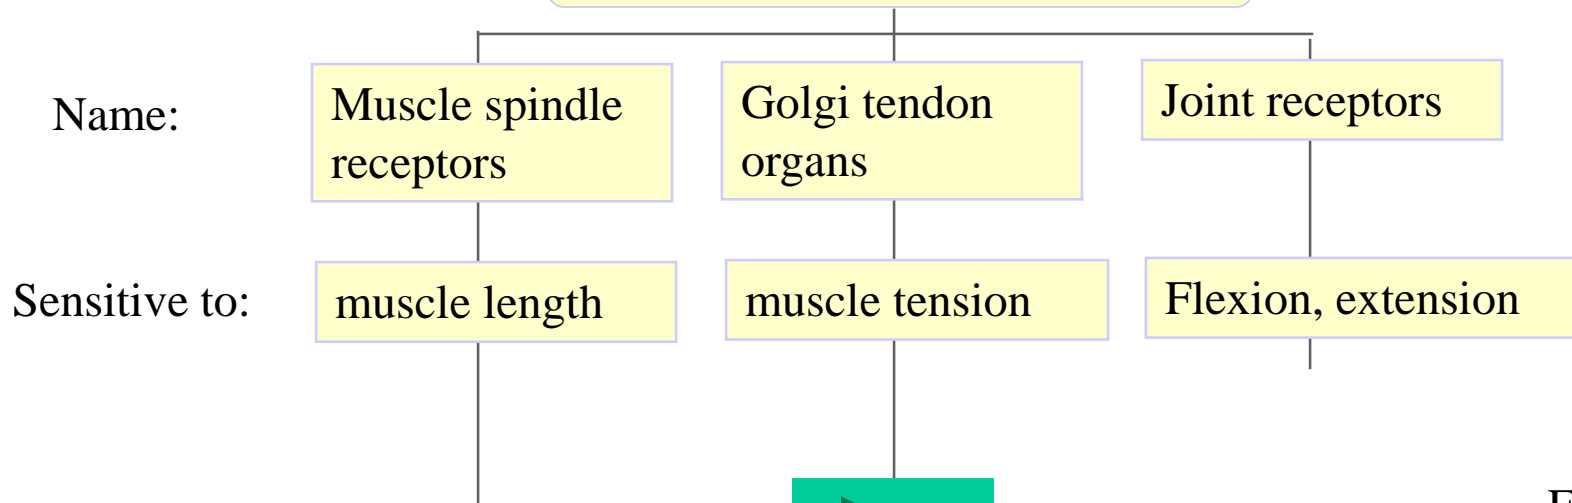 Name:
Muscle spindle
receptors
Golgi tendon
organs
Joint receptors
Sensitive to:
muscle length
muscle tension
Flexion, extension